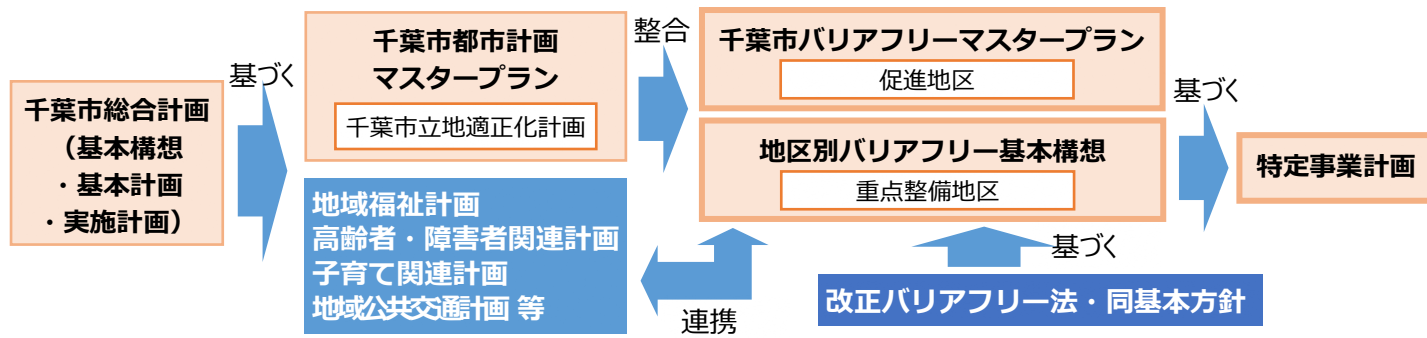 千葉市総合計画
（基本構想
・基本計画
・実施計画）
基づく
千葉市都市計画
マスタープラン
千葉市立地適正化計画
地域福祉計画
高齢者・障害者関連計画
子育て関連計画
地域公共交通計画 等
整合
連携
千葉市バリアフリーマスタープラン
促進地区
地区別バリアフリー基本構想
重点整備地区
基づく
改正バリアフリー法・同基本方針
基づく
特定事業計画